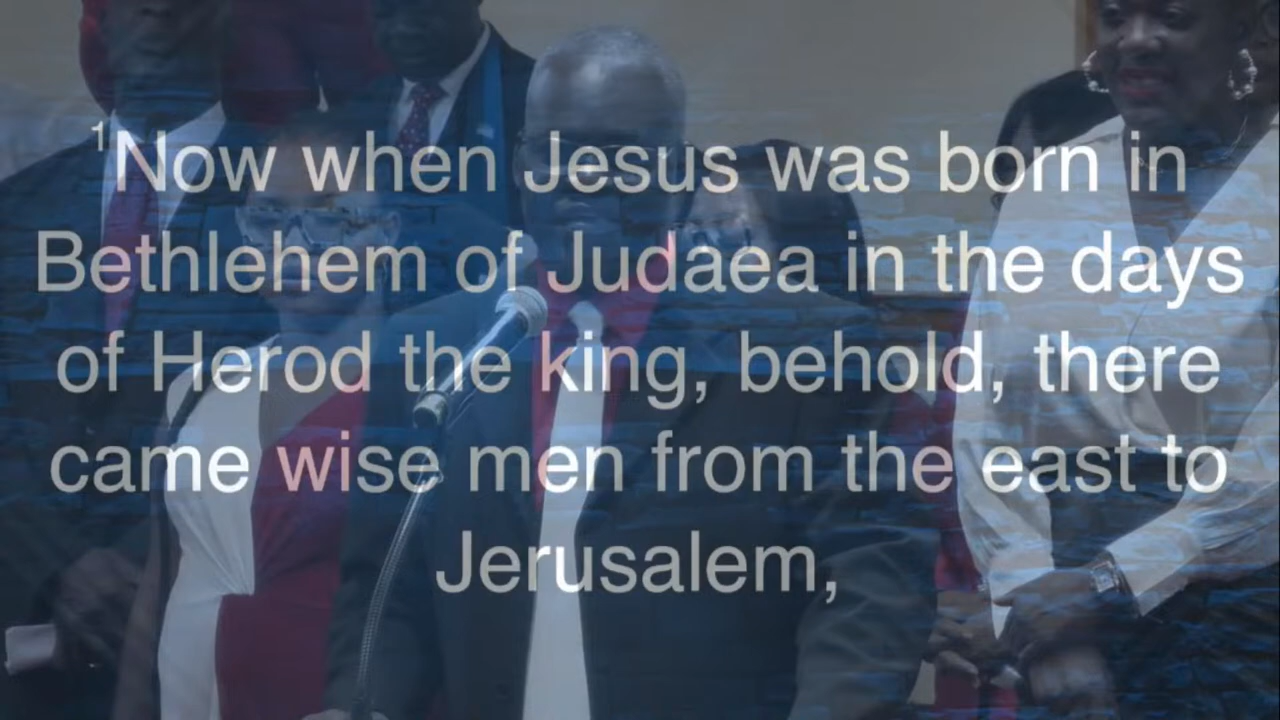 ¹Now when Jesus was born in
Bethlehem of Judaea in the days
of Herod the king, behold, there
came wise men from the east to
Jerusalem,